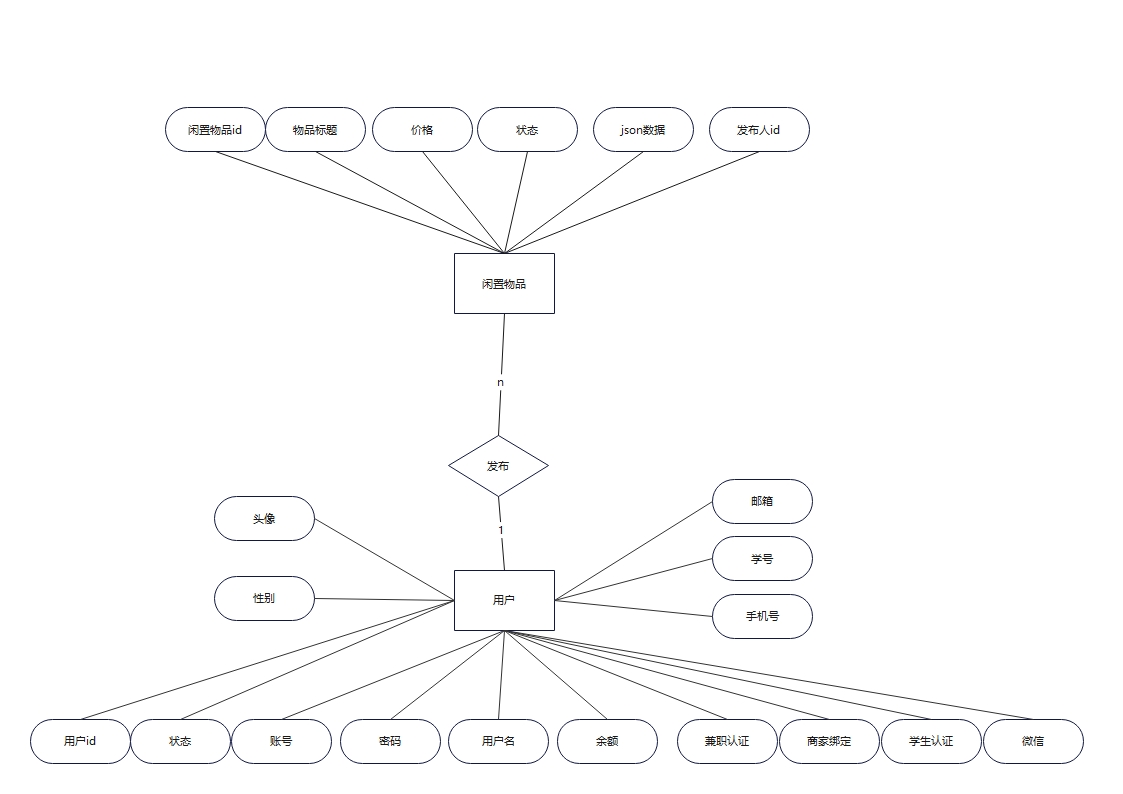 闲置物品id
物品标题
价格
状态
json数据
发布人id
闲置物品
n
发布
1
头像
性别
邮箱
学号
手机号
用户
用户id
状态
账号
密码
用户名
余额
兼职认证
商家绑定
学生认证
微信